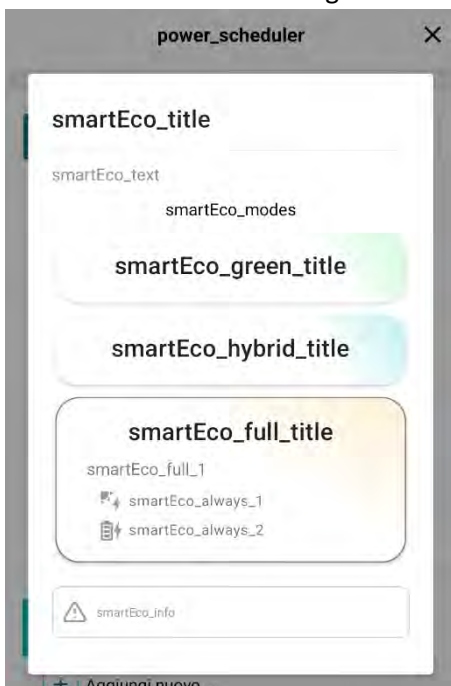 power_scheduler
smartEco_title
smartEco_text
smartEco_modes
smartEco_green_title
smartEco_hybrid_title
smartEco_full_title
smartEco_full_1
smartEco_always_1
smartEco_always_2
smartEco_info
Aggiungi nuovo